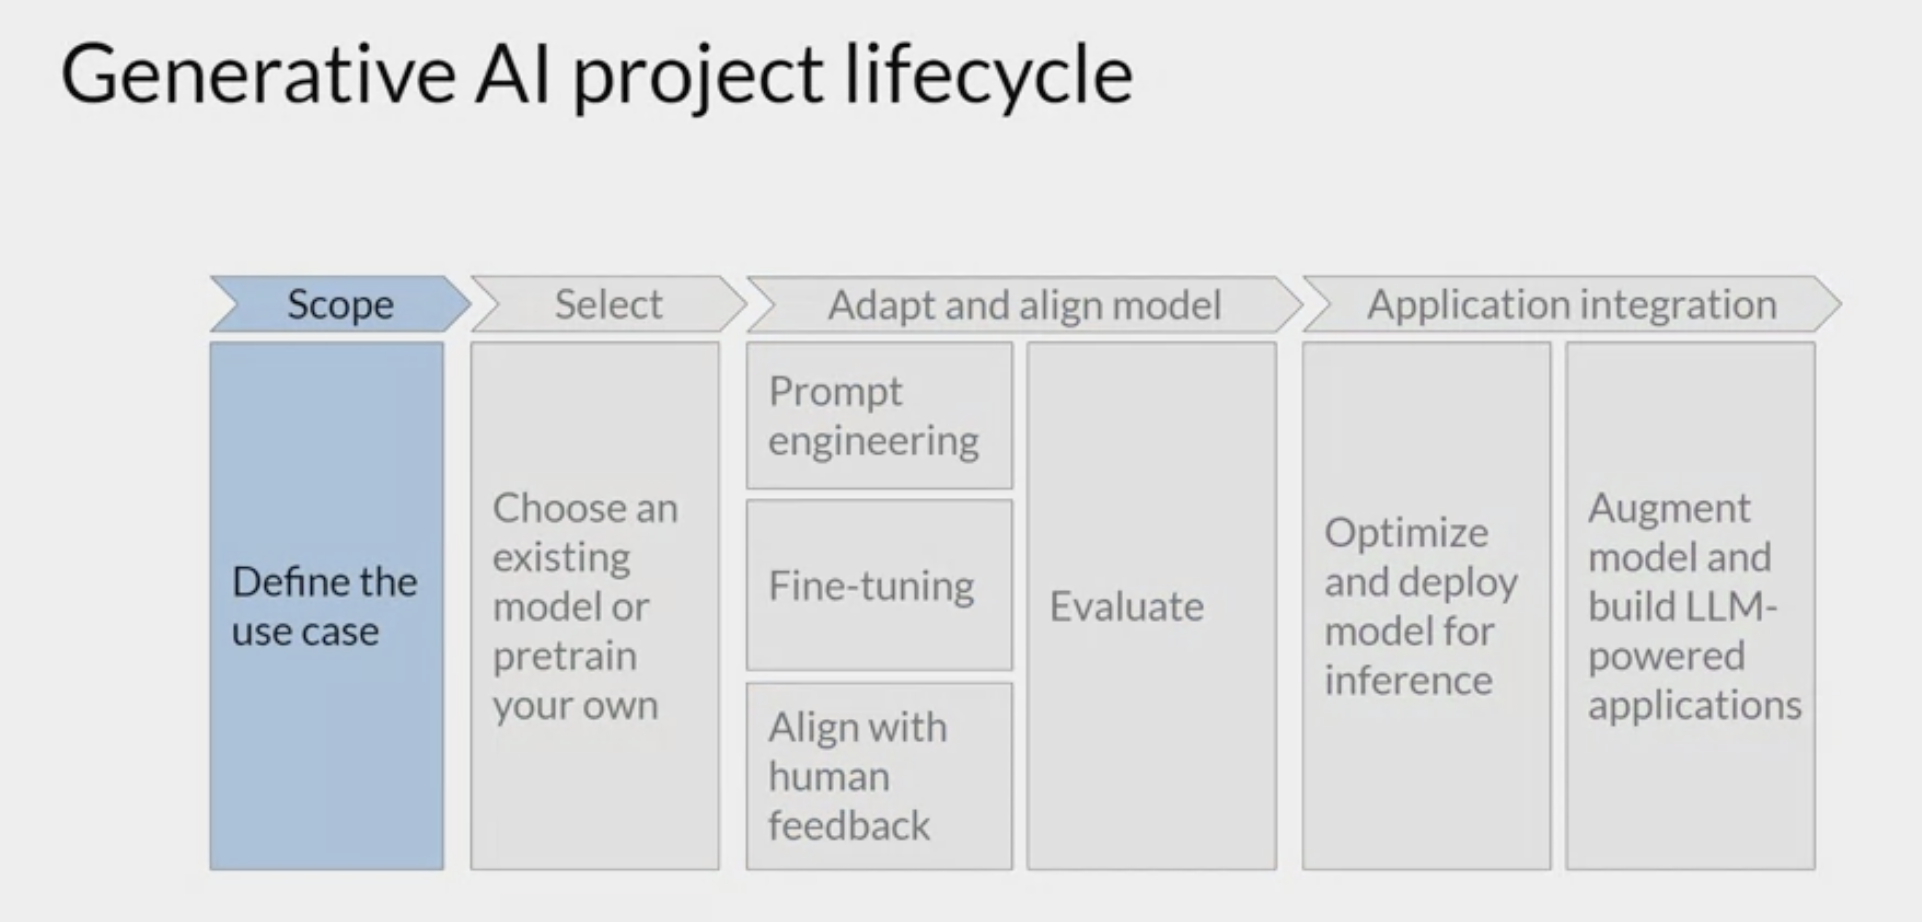 Generative AI project lifecycle
Scope
Select
Adapt and align model
Application integration
Define the
use case
Choose an
existing
model or
pretrain
your own
Prompt
engineering
Fine-tuning
Align with
human
feedback
Evaluate
Optimize
and deploy
model for
inference
Augment
model and
build LLM-
powered
applications